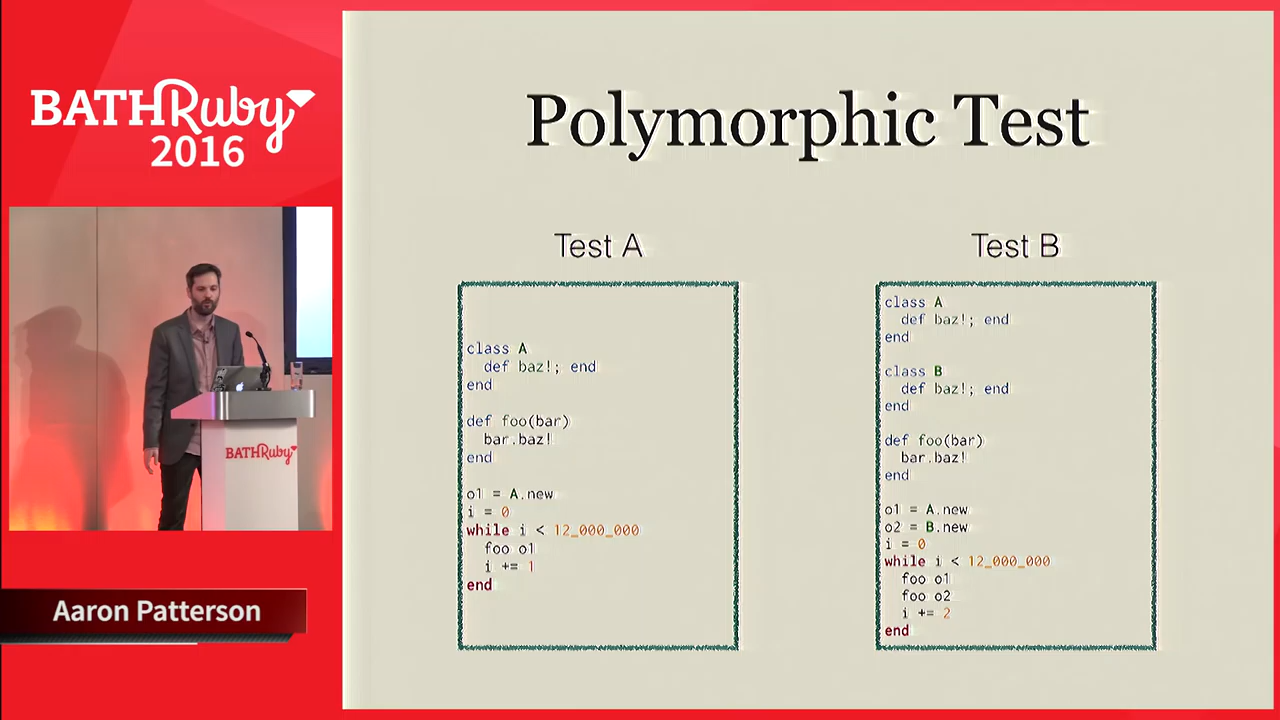 BATHRuby
2016
BATHRuby
Aaron Patterson
Polymorphic Test
Test A
class A
  def baz!; end
end

def foo(bar)
  bar.baz!
end

o1 = A.new
i = 0
while i < 12_000_000
  foo o1
  i += 1
end
Test B
class A
  def baz!; end
end

class B
  def baz!; end
end

def foo(bar)
  bar.baz!
end

o1 = A.new
o2 = B.new
i = 0
while i < 12_000_000
  foo o1
  foo o2
  i += 2
end